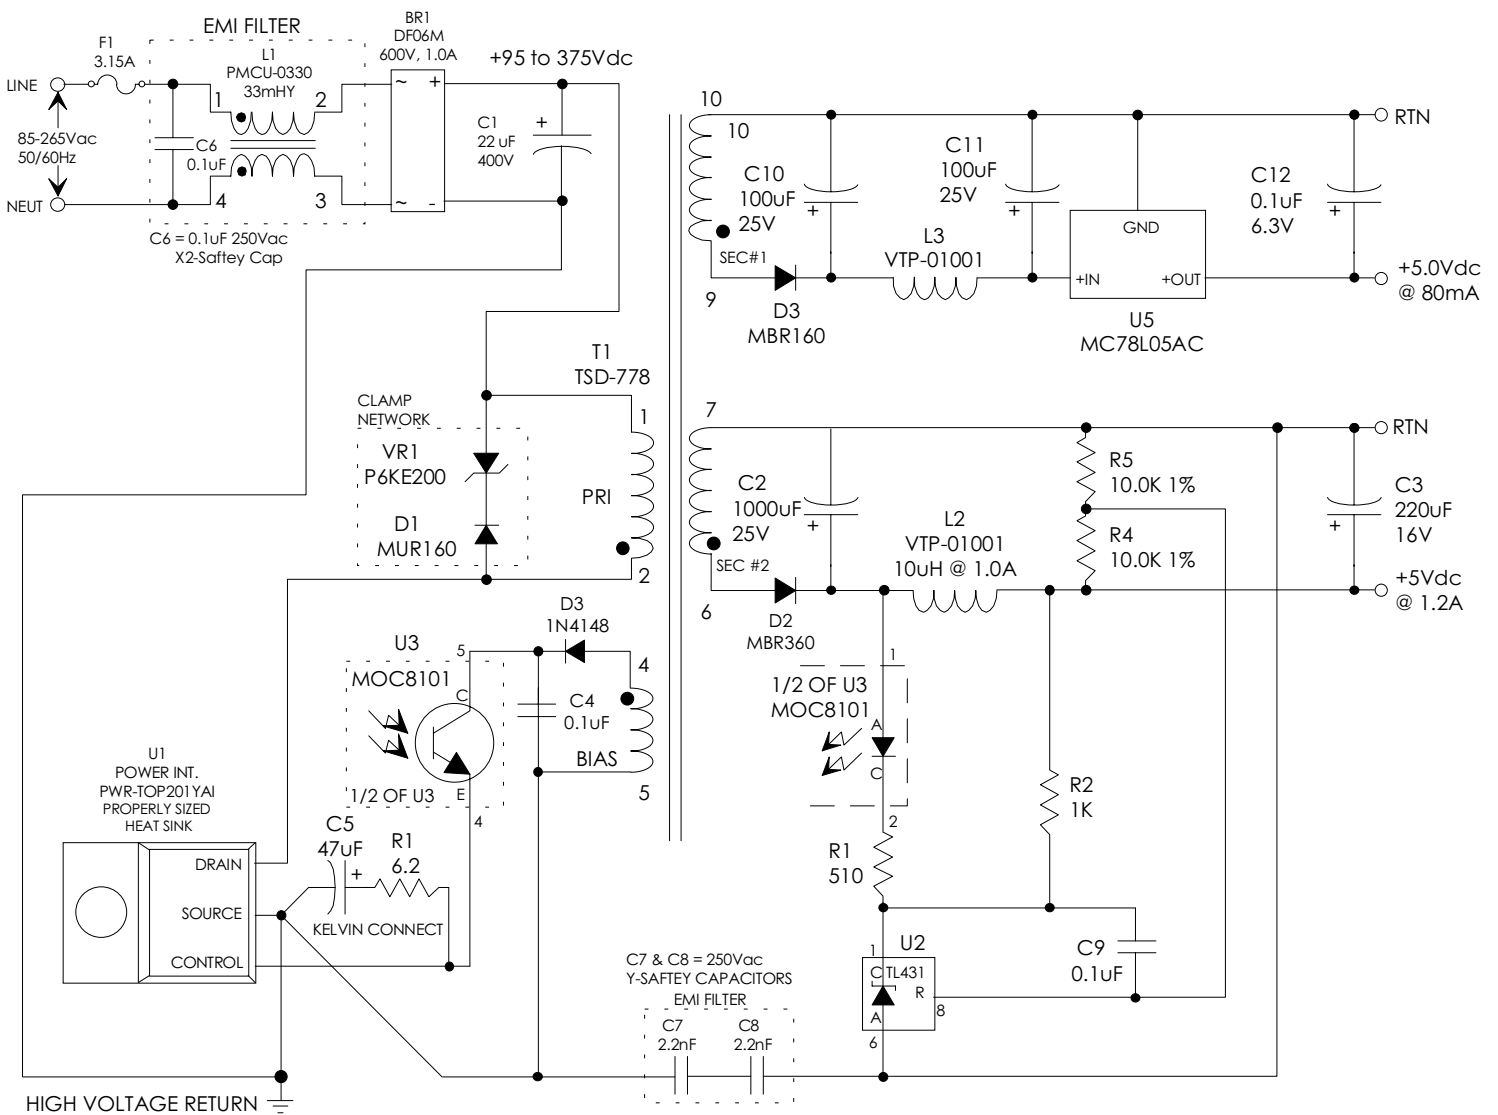 EMI FILTER
F1
3.15A
LINE
85-265Vac
50/60Hz
NEUT
L1
PMCU-0330
33mHY
1
2
4
3
C6
0.1uF
C6 = 0.1uF 250Vac
X2-Saftey Cap
BR1
DF06M
600V, 1.0A
~
+
~
-
+95 to 375Vdc
C1
22 uF
400V
+
10
10
SEC#1
9
C10
100uF
25V
+
D3
MBR160
L3
VTP-01001
C11
100uF
25V
+
GND
+IN
+OUT
U5
MC78L05AC
C12
0.1uF
6.3V
+
RTN
+5.0Vdc
@ 80mA
T1
TSD-778
CLAMP
NETWORK
VR1
P6KE200
D1
MUR160
1
PRI
2
7
SEC #2
6
C2
1000uF
25V
+
D2
MBR360
L2
VTP-01001
10uH @ 1.0A
R5
10.0K 1%
R4
10.0K 1%
C3
220uF
16V
+
RTN
+5Vdc
@ 1.2A
D3
1N4148
4
BIAS
5
C4
0.1uF
U3
MOC8101
5
C
E
4
1/2 OF U3
1
1/2 OF U3
MOC8101
A
C
2
R1
510
R2
1K
U1
POWER INT.
PWR-TOP201YAI
PROPERLY SIZED
HEAT SINK
DRAIN
SOURCE
CONTROL
C5
47uF
+
R1
6.2
KELVIN CONNECT
U2
1
C
TL431
R
8
A
6
C9
0.1uF
C7 & C8 = 250Vac
Y-SAFTEY CAPACITORS
EMI FILTER
C7
2.2nF
C8
2.2nF
HIGH VOLTAGE RETURN